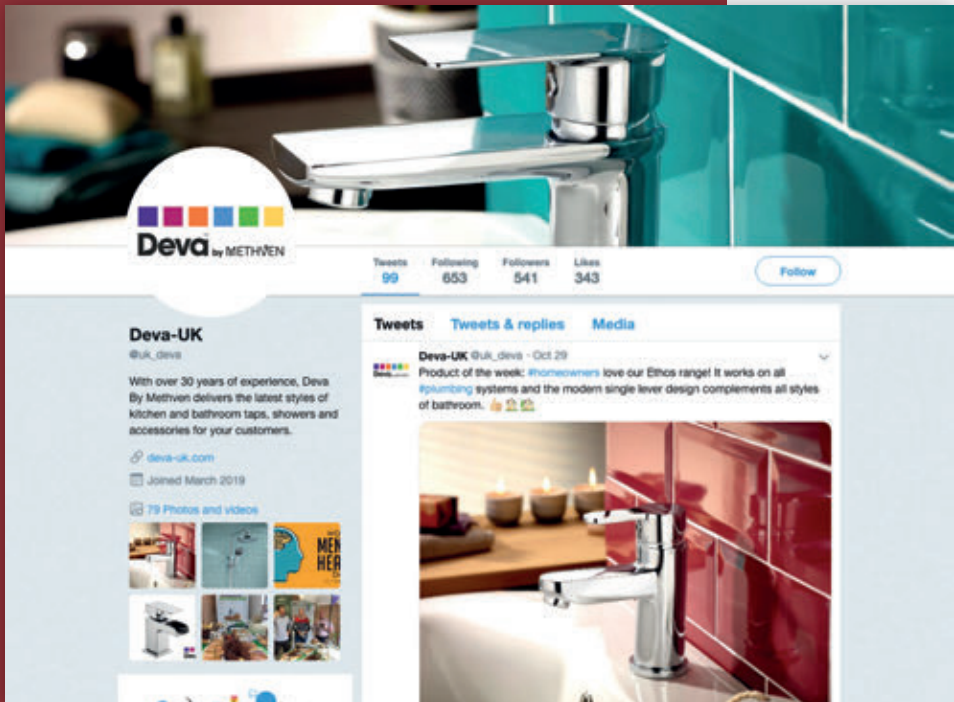 Deva by METHVEN
Tweets Following Followers Likes
99 653 541 343
Follow
Deva-UK
@uk_deva
With over 30 years of experience, Deva
By Methven delivers the latest styles of
kitchen and bathroom taps, showers and
accessories for your customers.
deva-uk.com
Joined March 2019
79 Photos and videos
MEN
HEA
Tweets Tweets & replies Media
Deva-UK @uk_deva · Oct 29
Product of the week: #homeowners love our Ethos range! It works on all
#plumbing systems and the modern single lever design complements all styles
of bathroom. 👍🏠🏡